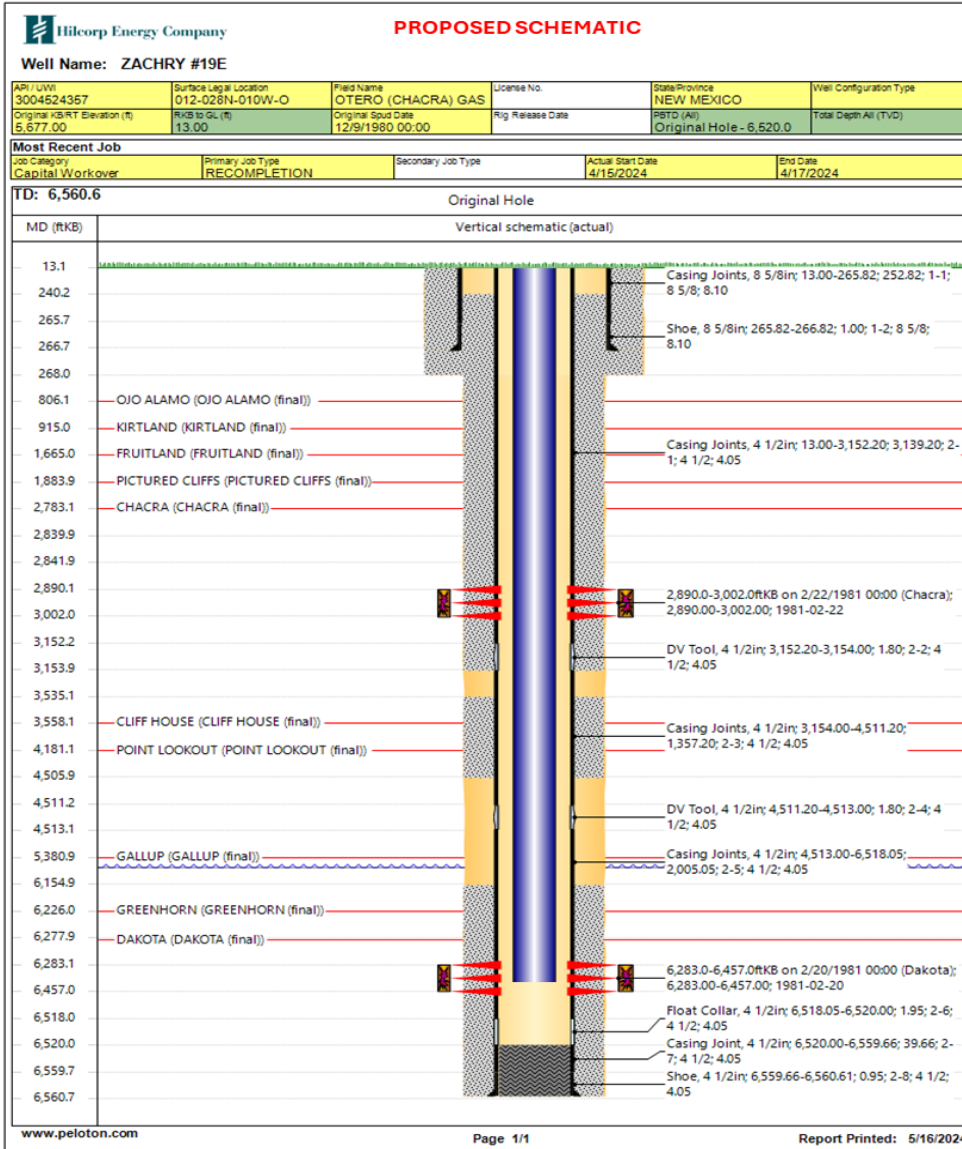 Hilcorp Energy Company
PROPOSED SCHEMATIC
Well Name: ZACHRY #19E
API / UWI
3004524357
Surface Legal Location
012-028N-010W-O
Field Name
OTERO (CHACRA) GAS
License No.
State/Province
NEW MEXICO
Well Configuration Type
Original KB/RT Elevation (ft)
5,677.00
RKB to GL (ft)
13.00
Original Spud Date
12/9/1980 00:00
Rig Release Date
PBTD (All)
Original Hole - 6,520.0
Total Depth All (TVD)
Most Recent Job
Job Category
Capital Workover
Primary Job Type
RECOMPLETION
Secondary Job Type
Actual Start Date
4/15/2024
End Date
4/17/2024
TD: 6,560.6
Original Hole
MD (ftKB)
Vertical schematic (actual)
13.1
Casing Joints, 8 5/8in; 13.00-265.82; 252.82; 1-1;
8 5/8; 8.10
240.2
265.7
Shoe, 8 5/8in; 265.82-266.82; 1.00; 1-2; 8 5/8;
8.10
266.7
268.0
806.1
OJO ALAMO (OJO ALAMO (final))
915.0
KIRTLAND (KIRTLAND (final))
1,665.0
FRUITLAND (FRUITLAND (final))
Casing Joints, 4 1/2in; 13.00-3,152.20; 3,139.20; 2-
1; 4 1/2; 4.05
1,883.9
PICTURED CLIFFS (PICTURED CLIFFS (final))
2,783.1
CHACRA (CHACRA (final))
2,839.9
2,841.9
2,890.1
2,890.0-3,002.0ftKB on 2/22/1981 00:00 (Chacra);
2,890.00-3,002.00; 1981-02-22
3,002.0
3,152.2
DV Tool, 4 1/2in; 3,152.20-3,154.00; 1.80; 2-2; 4
1/2; 4.05
3,153.9
3,535.1
3,558.1
CLIFF HOUSE (CLIFF HOUSE (final))
Casing Joints, 4 1/2in; 3,154.00-4,511.20;
1,357.20; 2-3; 4 1/2; 4.05
4,181.1
POINT LOOKOUT (POINT LOOKOUT (final))
4,505.9
4,511.2
DV Tool, 4 1/2in; 4,511.20-4,513.00; 1.80; 2-4; 4
1/2; 4.05
4,513.1
5,380.9
GALLUP (GALLUP (final))
Casing Joints, 4 1/2in; 4,513.00-6,518.05;
2,005.05; 2-5; 4 1/2; 4.05
6,154.9
6,226.0
GREENHORN (GREENHORN (final))
6,277.9
DAKOTA (DAKOTA (final))
6,283.1
6,283.0-6,457.0ftKB on 2/20/1981 00:00 (Dakota);
6,283.00-6,457.00; 1981-02-20
6,457.0
6,518.0
Float Collar, 4 1/2in; 6,518.05-6,520.00; 1.95; 2-6;
4 1/2; 4.05
6,520.0
Casing Joint, 4 1/2in; 6,520.00-6,559.66; 39.66; 2-
7; 4 1/2; 4.05
6,559.7
Shoe, 4 1/2in; 6,559.66-6,560.61; 0.95; 2-8; 4 1/2;
4.05
6,560.7
www.peloton.com
Page 1/1
Report Printed: 5/16/2024